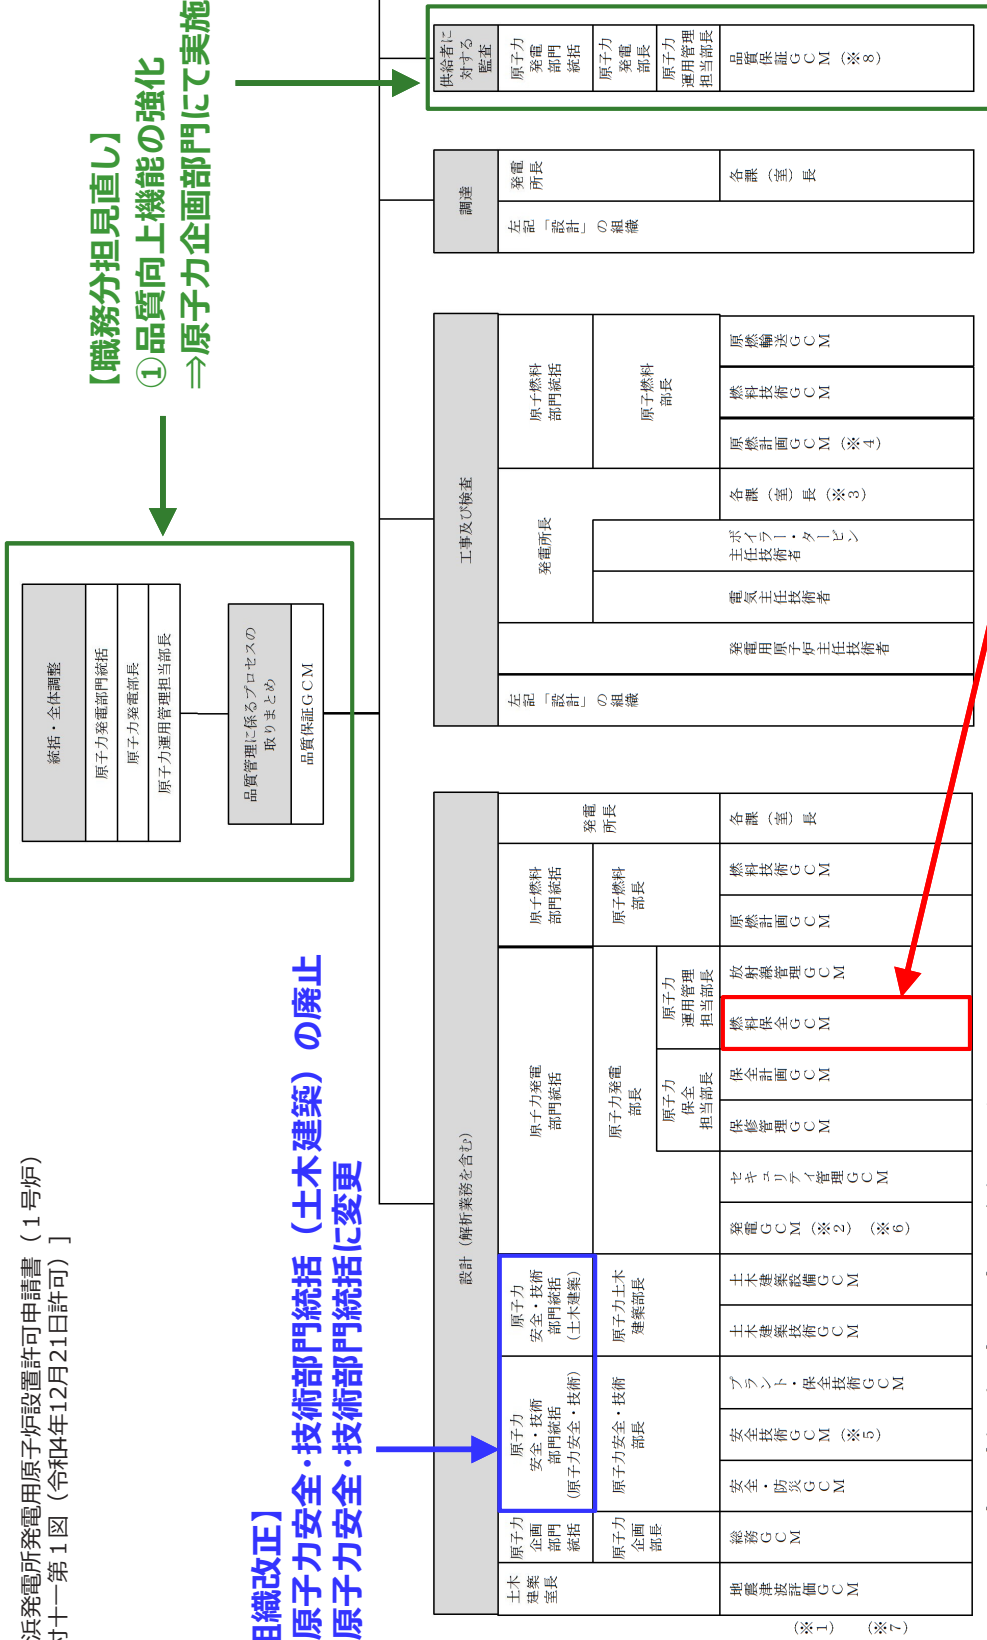 浜発電所発電用原子炉設置許可申請書（１号炉）
付十一第１図（令和4年12月21日許可）］
組織改正】
原子力安全・技術部門統括（土木建築）の廃止
原子力安全・技術部門統括に変更
【職務分担見直し】
①品質向上機能の強化
⇒原子力企画部門にて実施
統括・全体調整
原子力発電部門統括
原子力発電部長
原子力運用管理担当部長
品質管理に係るプロセスの
取りまとめ
品質保証ＧＣＭ
設計（解析業務を含む）
土木
建築
室長
地震津波評価ＧＣＭ
（※１）
（※７）
原子力
企画
部門
統括
原子力
企画
部長
総務ＧＣＭ
原子力
安全・技術
部門統括
（原子力安全・技術）
原子力安全・技術
部長
安全・防災ＧＣＭ
安全技術ＧＣＭ（※５）
プラント・保全技術ＧＣＭ
原子力
安全・技術
部門統括
（土木建築）
原子力土木
建築部長
土木建築技術ＧＣＭ
土木建築設備ＧＣＭ
原子力発電
部門統括
原子力発電
部長
発電ＧＣＭ（※２）（※６）
セキュリティ管理ＧＣＭ
原子力
保全
担当部長
保修管理ＧＣＭ
保全計画ＧＣＭ
原子力
運用管理
担当部長
燃料保全ＧＣＭ
放射線管理ＧＣＭ
原子燃料
部門統括
原子燃料
部長
原燃計画ＧＣＭ
燃料技術ＧＣＭ
発電
所長
各課（室）長
工事及び検査
左記「設計」の組織
発電用原子炉主任技術者
発電所長
電気主任技術者
ボイラー・タービン
主任技術者
各課（室）長（※３）
原子燃料
部門統括
原子燃料
部長
原燃計画ＧＣＭ（※４）
燃料技術ＧＣＭ
原燃輸送ＧＣＭ
調達
左記「設計」の組織
発電
所長
各課（室）長
供給者に
対する
監査
原子力
発電
部門
統括
原子力
発電
部長
原子力
運用管理
担当部長
品質保証ＧＣＭ（※８）